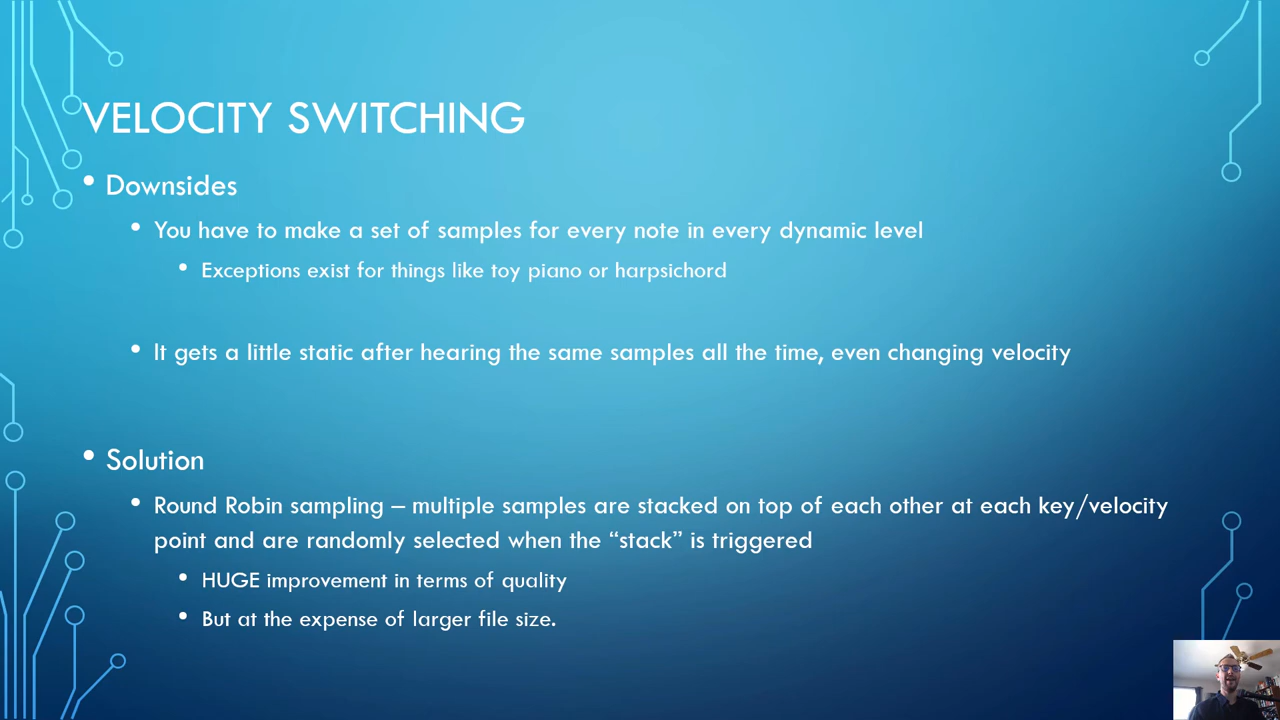 VELOCITY SWITCHING
• Downsides
• You have to make a set of samples for every note in every dynamic level
• Exceptions exist for things like toy piano or harpsichord
• It gets a little static after hearing the same samples all the time, even changing velocity
• Solution
• Round Robin sampling – multiple samples are stacked on top of each other at each key/velocity
point and are randomly selected when the “stack” is triggered
• HUGE improvement in terms of quality
• But at the expense of larger file size.